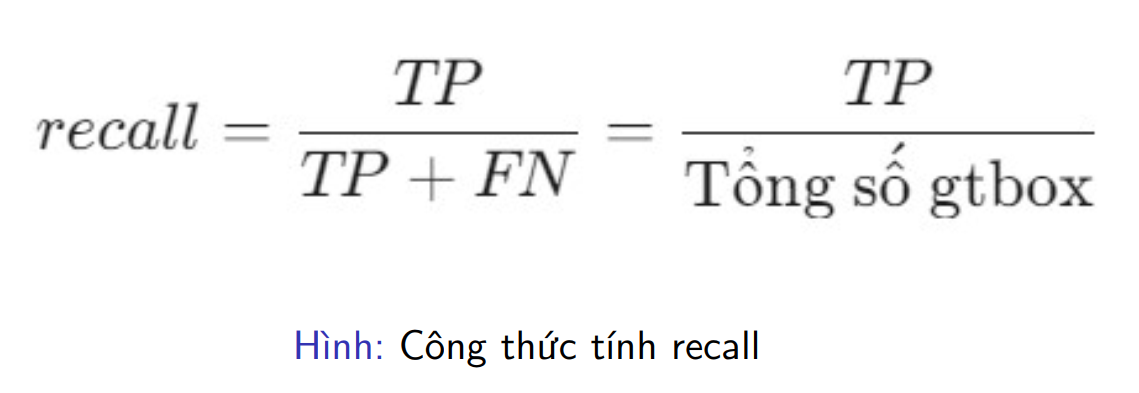 recall = TP / TP + FN = TP / Tổng số gtbox
Hình: Công thức tính recall